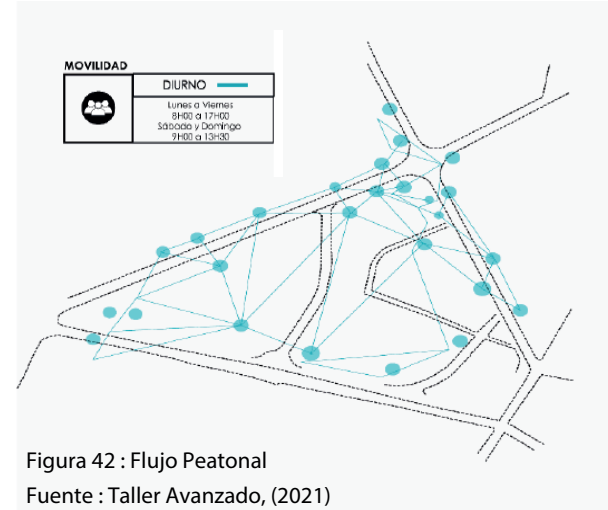 MOVILIDAD
DIURNO
Lunes a Viernes
8H00 a 17H00
Sábado y Domingo
9H00 a 13H30
Figura 42 : Flujo Peatonal
Fuente : Taller Avanzado, (2021)